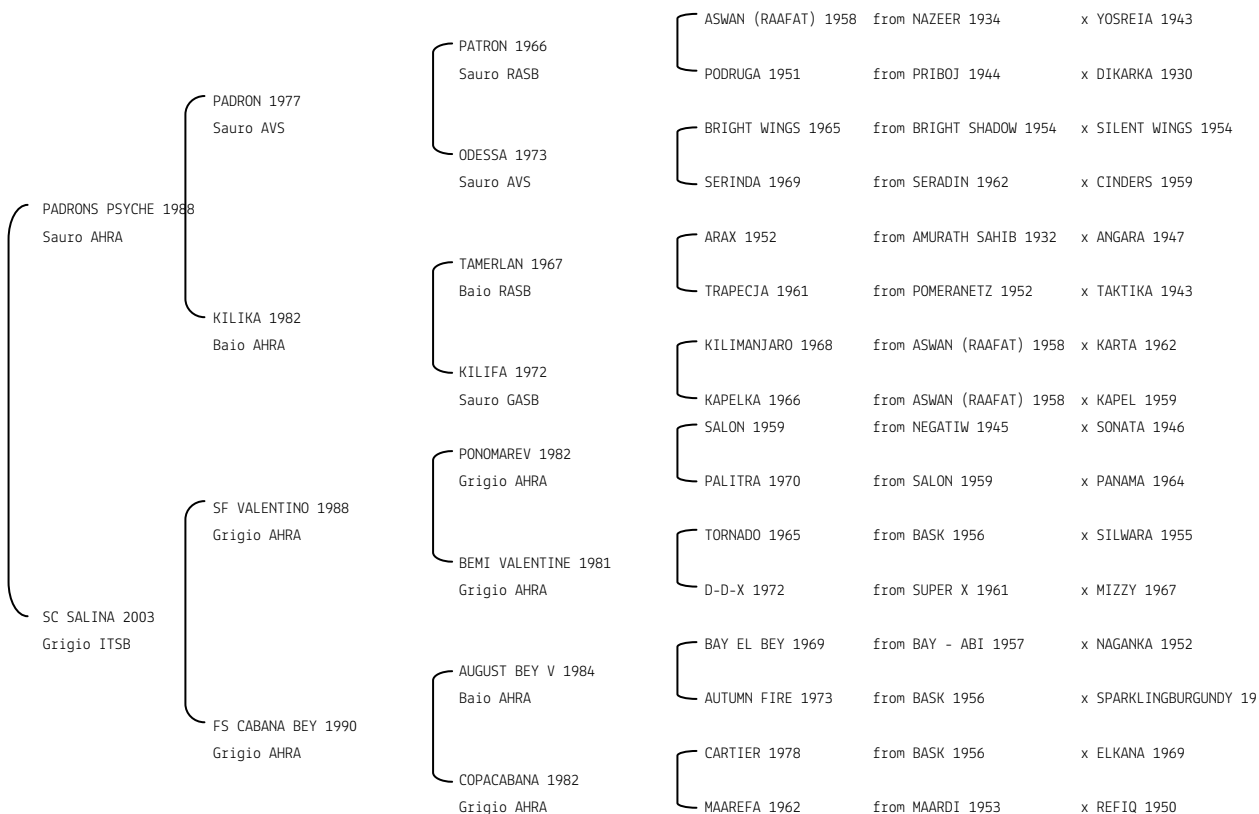 ASWAN (RAAFAT) 1958 from NAZEER 1934 x YOSREIA 1943
PATRON 1966
Sauro RASB
PODRUGA 1951 from PRIBOJ 1944 x DIKARKA 1930
PADRON 1977
Sauro AVS
BRIGHT WINGS 1965 from BRIGHT SHADOW 1954 x SILENT WINGS 1954
ODESSA 1973
Sauro AVS
SERINDA 1969 from SERADIN 1962 x CINDERS 1959
PADRONS PSYCHE 1988
Sauro AHRA
ARAX 1952 from AMURATH SAHIB 1932 x ANGARA 1947
TAMERLAN 1967
Baio RASB
TRAPECJA 1961 from POMERANETZ 1952 x TAKTIKA 1943
KILIKA 1982
Baio AHRA
KILIMANJARO 1968 from ASWAN (RAAFAT) 1958 x KARTA 1962
KILIFA 1972
Sauro GASB
KAPELKA 1966 from ASWAN (RAAFAT) 1958 x KAPEL 1959
SALON 1959 from NEGATIW 1945 x SONATA 1946
PONOMAREV 1982
Grigio AHRA
PALITRA 1970 from SALON 1959 x PANAMA 1964
SF VALENTINO 1988
Grigio AHRA
TORNADO 1965 from BASK 1956 x SILWARA 1955
BEMI VALENTINE 1981
Grigio AHRA
D-D-X 1972 from SUPER X 1961 x MIZZY 1967
SC SALINA 2003
Grigio ITSB
BAY EL BEY 1969 from BAY - ABI 1957 x NAGANKA 1952
AUGUST BEY V 1984
Baio AHRA
AUTUMN FIRE 1973 from BASK 1956 x SPARKLINGBURGUNDY 19
FS CABANA BEY 1990
Grigio AHRA
CARTIER 1978 from BASK 1956 x ELKANA 1969
COPACABANA 1982
Grigio AHRA
MAAREFA 1962 from MAARDI 1953 x REFIQ 1950